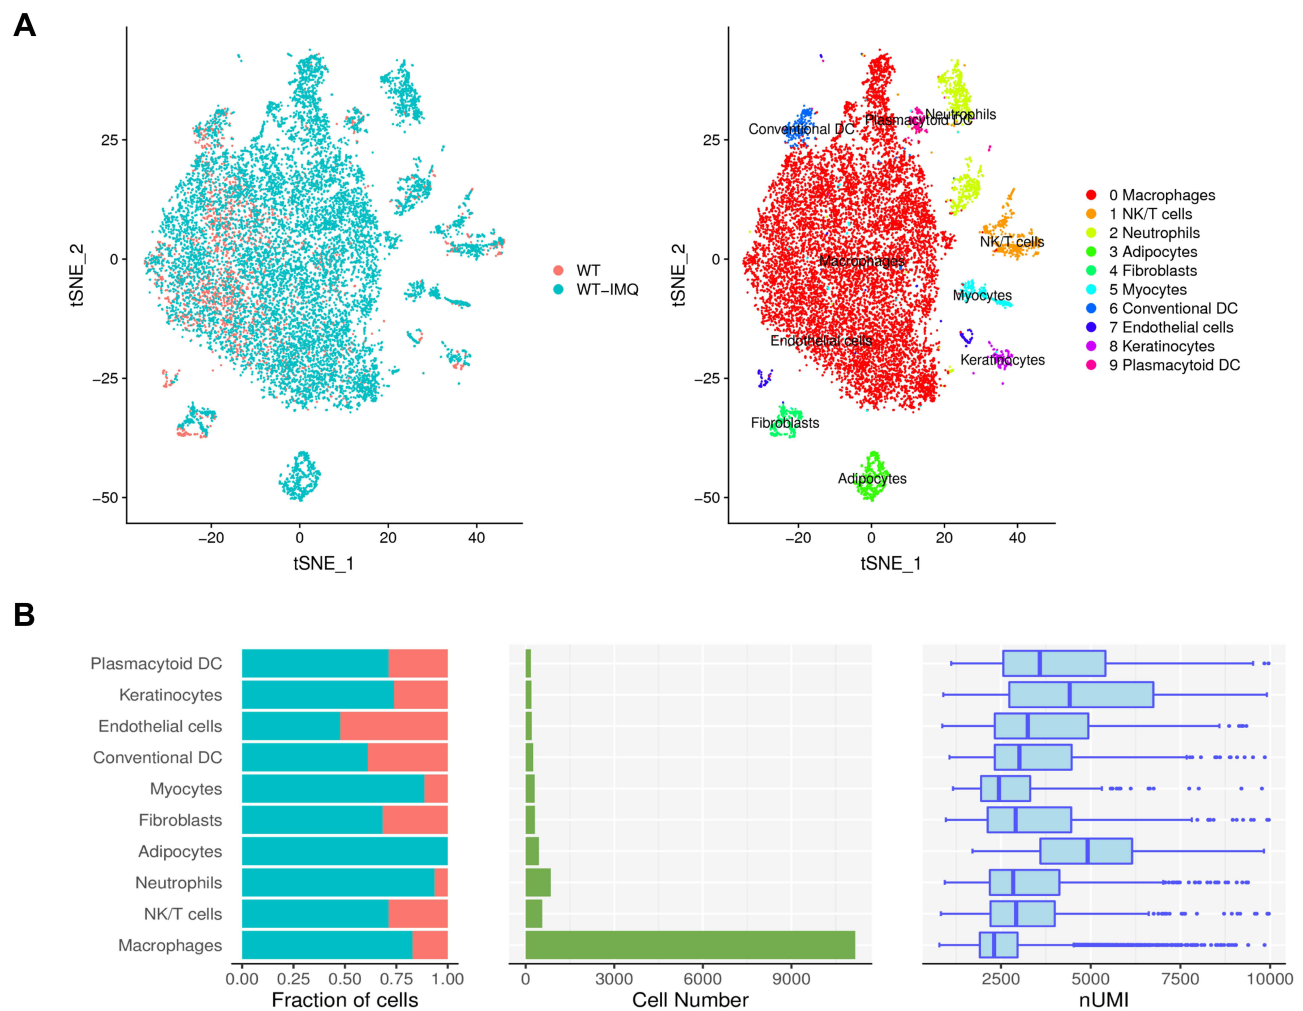 A
25
0
−25
−50
tSNE_2
−20
0
20
40
tSNE_1
WT
WT−IMQ
25
0
−25
−50
tSNE_2
−20
0
20
40
tSNE_1
Neutrophils
Plasmacytoid DC
Conventional DC
NK/T cells
Macrophages
Myocytes
Endothelial cells
Keratinocytes
Fibroblasts
Adipocytes
0 Macrophages
1 NK/T cells
2 Neutrophils
3 Adipocytes
4 Fibroblasts
5 Myocytes
6 Conventional DC
7 Endothelial cells
8 Keratinocytes
9 Plasmacytoid DC
B
Plasmacytoid DC
Keratinocytes
Endothelial cells
Conventional DC
Myocytes
Fibroblasts
Adipocytes
Neutrophils
NK/T cells
Macrophages
0.00 0.25 0.50 0.75 1.00
Fraction of cells
0 3000 6000 9000
Cell Number
2500 5000 7500 10000
nUMI